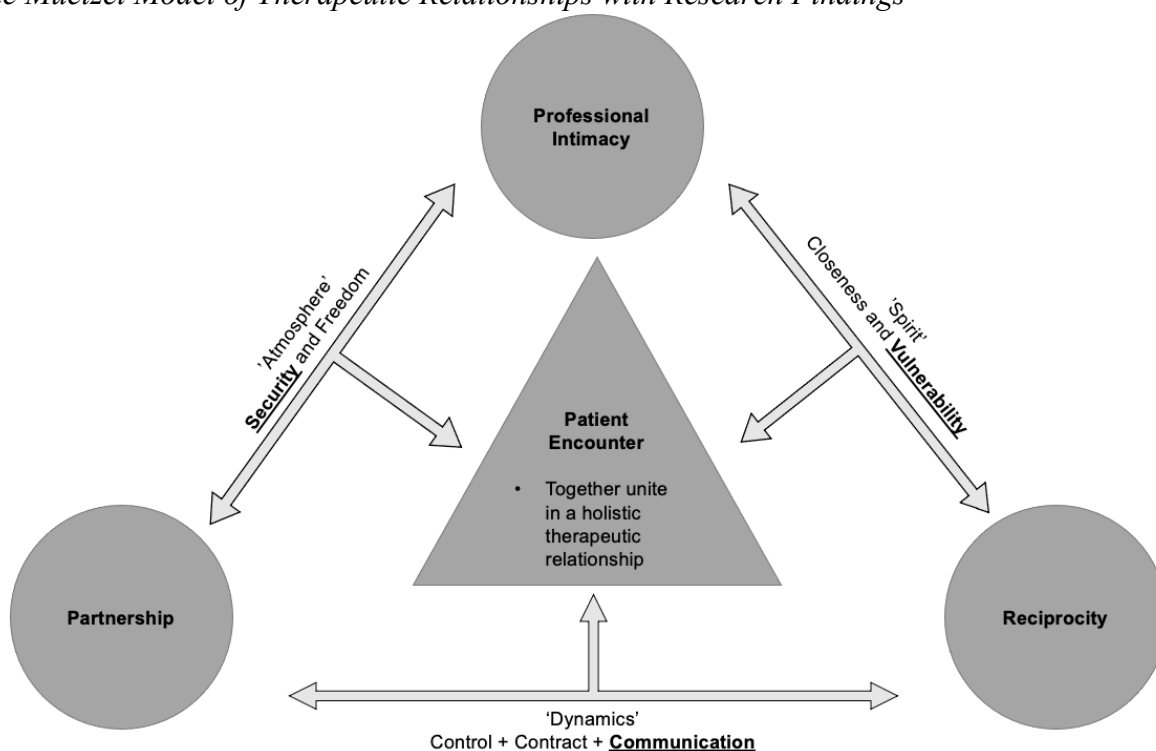 Muetzel Model of Therapeutic Relationships with Research Findings
Professional
Intimacy
'Atmosphere'
Security and Freedom
'Spirit'
Closeness and Vulnerability
Patient
Encounter
• Together unite
in a holistic
therapeutic
relationship
Partnership
Reciprocity
'Dynamics'
Control + Contract + Communication